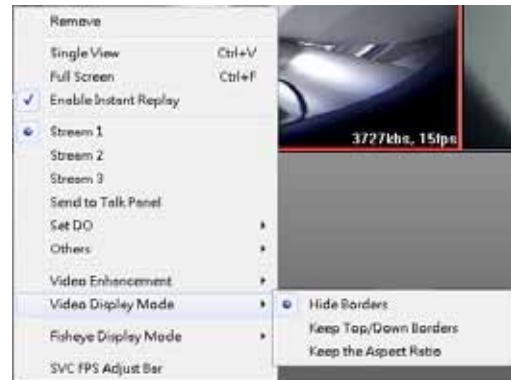 Remove
Single View Ctrl+V
Full Screen Ctrl+F
Enable Instant Replay
Stream 1
Stream 2
Stream 3
Send to Talk Panel
Set DO
Others
Video Enhancement
Video Display Mode
Fisheye Display Mode
SVC FPS Adjust Bar
3727kbs, 15fps
Hide Borders
Keep Top/Down Borders
Keep the Aspect Ratio